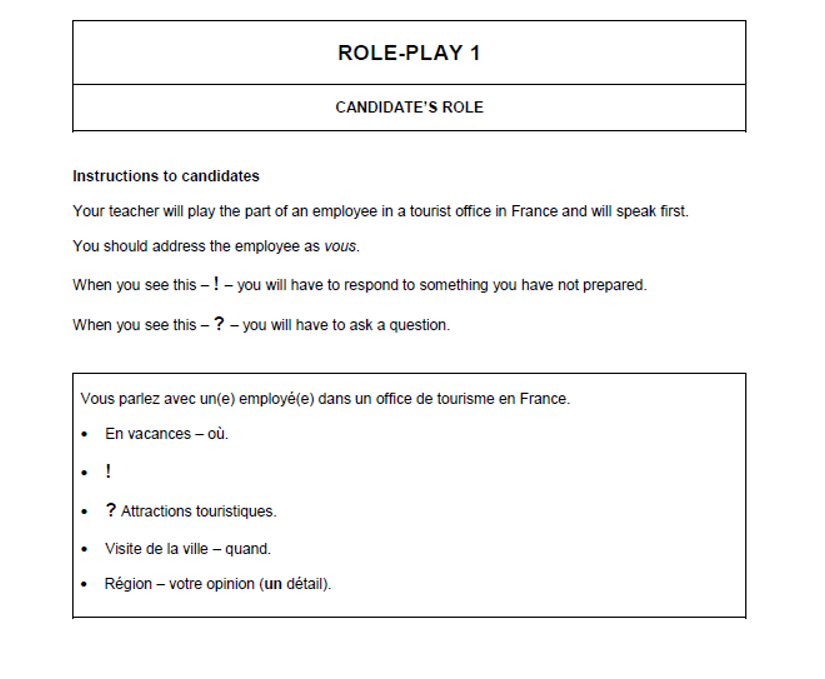 ROLE-PLAY 1
CANDIDATE'S ROLE
Instructions to candidates
Your teacher will play the part of an employee in a tourist office in France and will speak first.
You should address the employee as vous.
When you see this – ! – you will have to respond to something you have not prepared.
When you see this – ? – you will have to ask a question.
Vous parlez avec un(e) employé(e) dans un office de tourisme en France.
• En vacances – où.
• !
• ? Attractions touristiques.
• Visite de la ville – quand.
• Région – votre opinion (un détail).